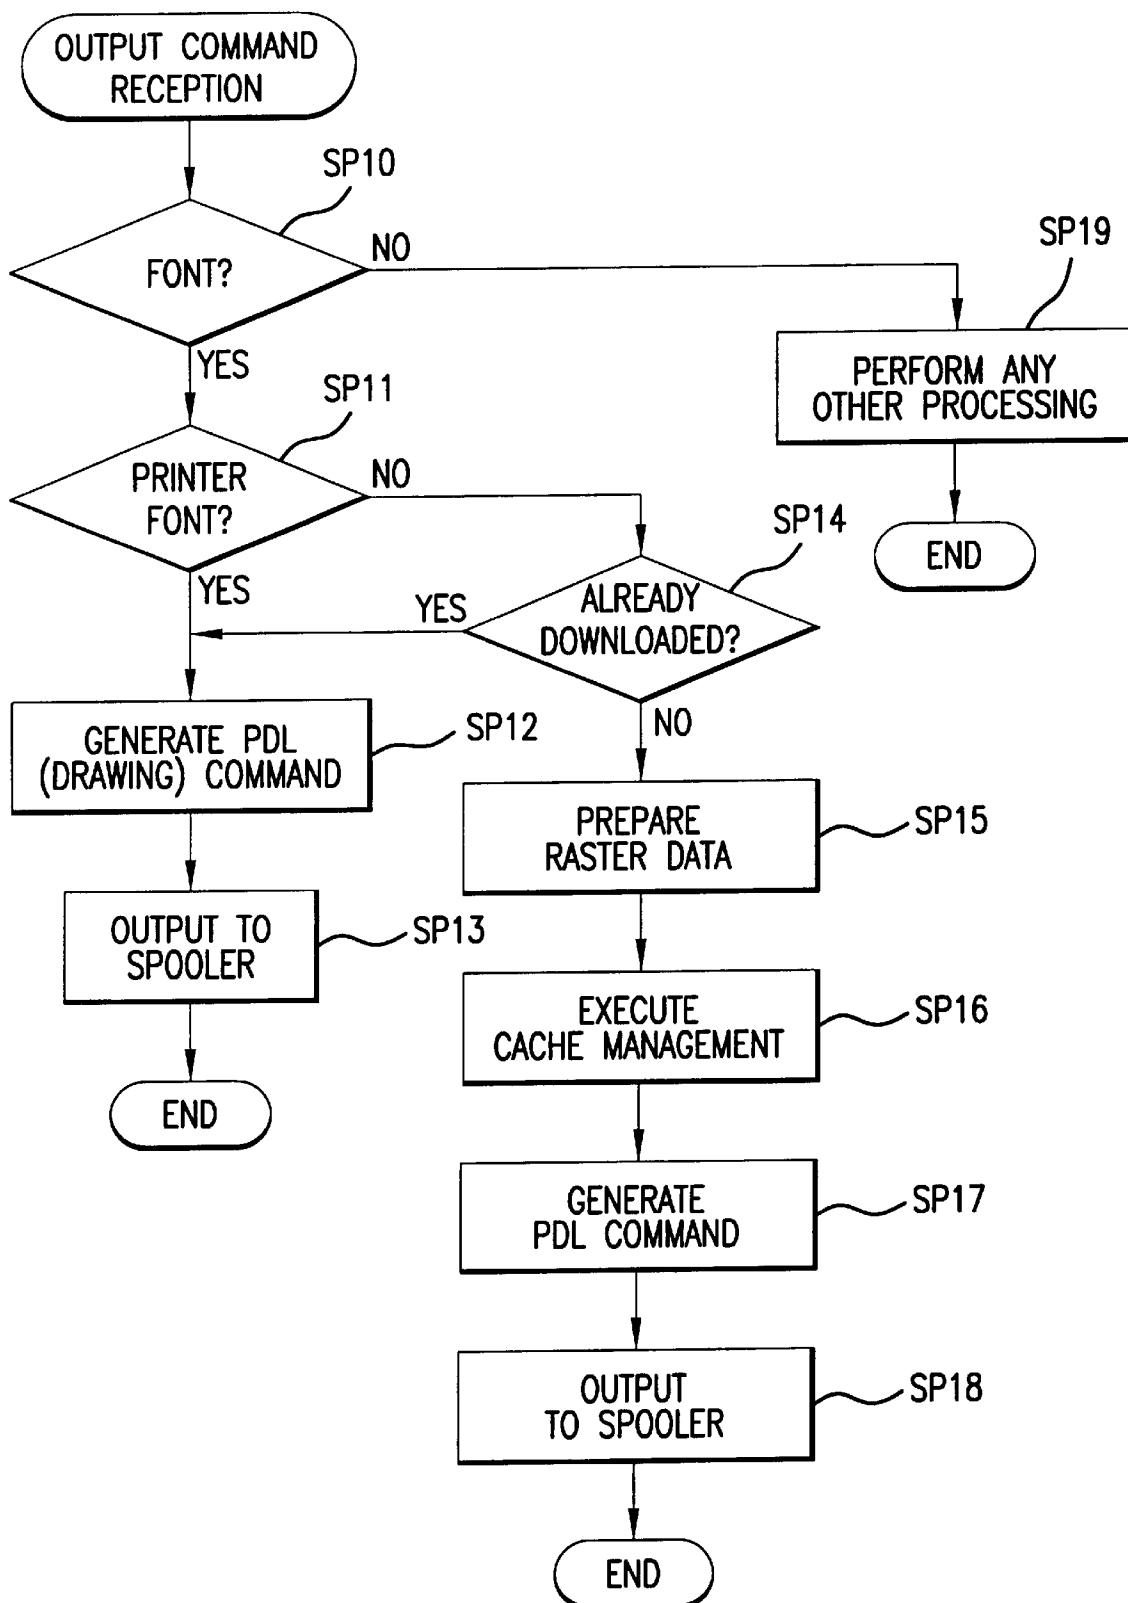 OUTPUT COMMAND
RECEPTION
SP10
FONT?
NO
YES
SP19
PERFORM ANY
OTHER PROCESSING
END
SP11
PRINTER
FONT?
NO
YES
SP14
ALREADY
DOWNLOADED?
YES
NO
GENERATE PDL
(DRAWING) COMMAND
SP12
OUTPUT TO
SPOOLER
SP13
END
PREPARE
RASTER DATA
SP15
EXECUTE
CACHE MANAGEMENT
SP16
GENERATE
PDL COMMAND
SP17
OUTPUT
TO SPOOLER
SP18
END